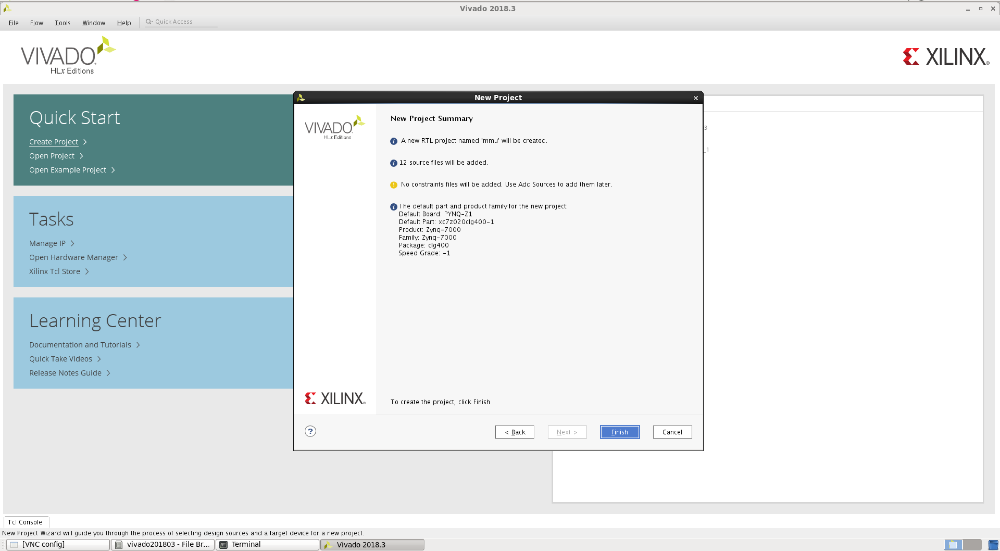 Vivado 2018.3
File Flow Tools Window Help Quick Access
VIVADO.
HLx Editions
XILINX®
Quick Start
Create Project >
Open Project >
Open Example Project >
Tasks
Manage IP >
Open Hardware Manager >
Xilinx Tcl Store >
Learning Center
Documentation and Tutorials >
Quick Take Videos >
Release Notes Guide >
New Project
VIVADO.
HLx Editions
New Project Summary
A new RTL project named 'mmu' will be created.
12 source files will be added.
No constraints files will be added. Use Add Sources to add them later.
The default part and product family for the new project:
Default Board: PYNQ-Z1
Default Part: xc7z020clg400-1
Product: Zynq-7000
Family: Zynq-7000
Package: clg400
Speed Grade: -1
XILINX®
To create the project, click Finish
? < Back Next > Finish Cancel
3
_1
Tcl Console
New Project Wizard will guide you through the process of selecting design sources and a target device for a new project.
[VNC config] vivado201803 - File Br... Terminal Vivado 2018.3